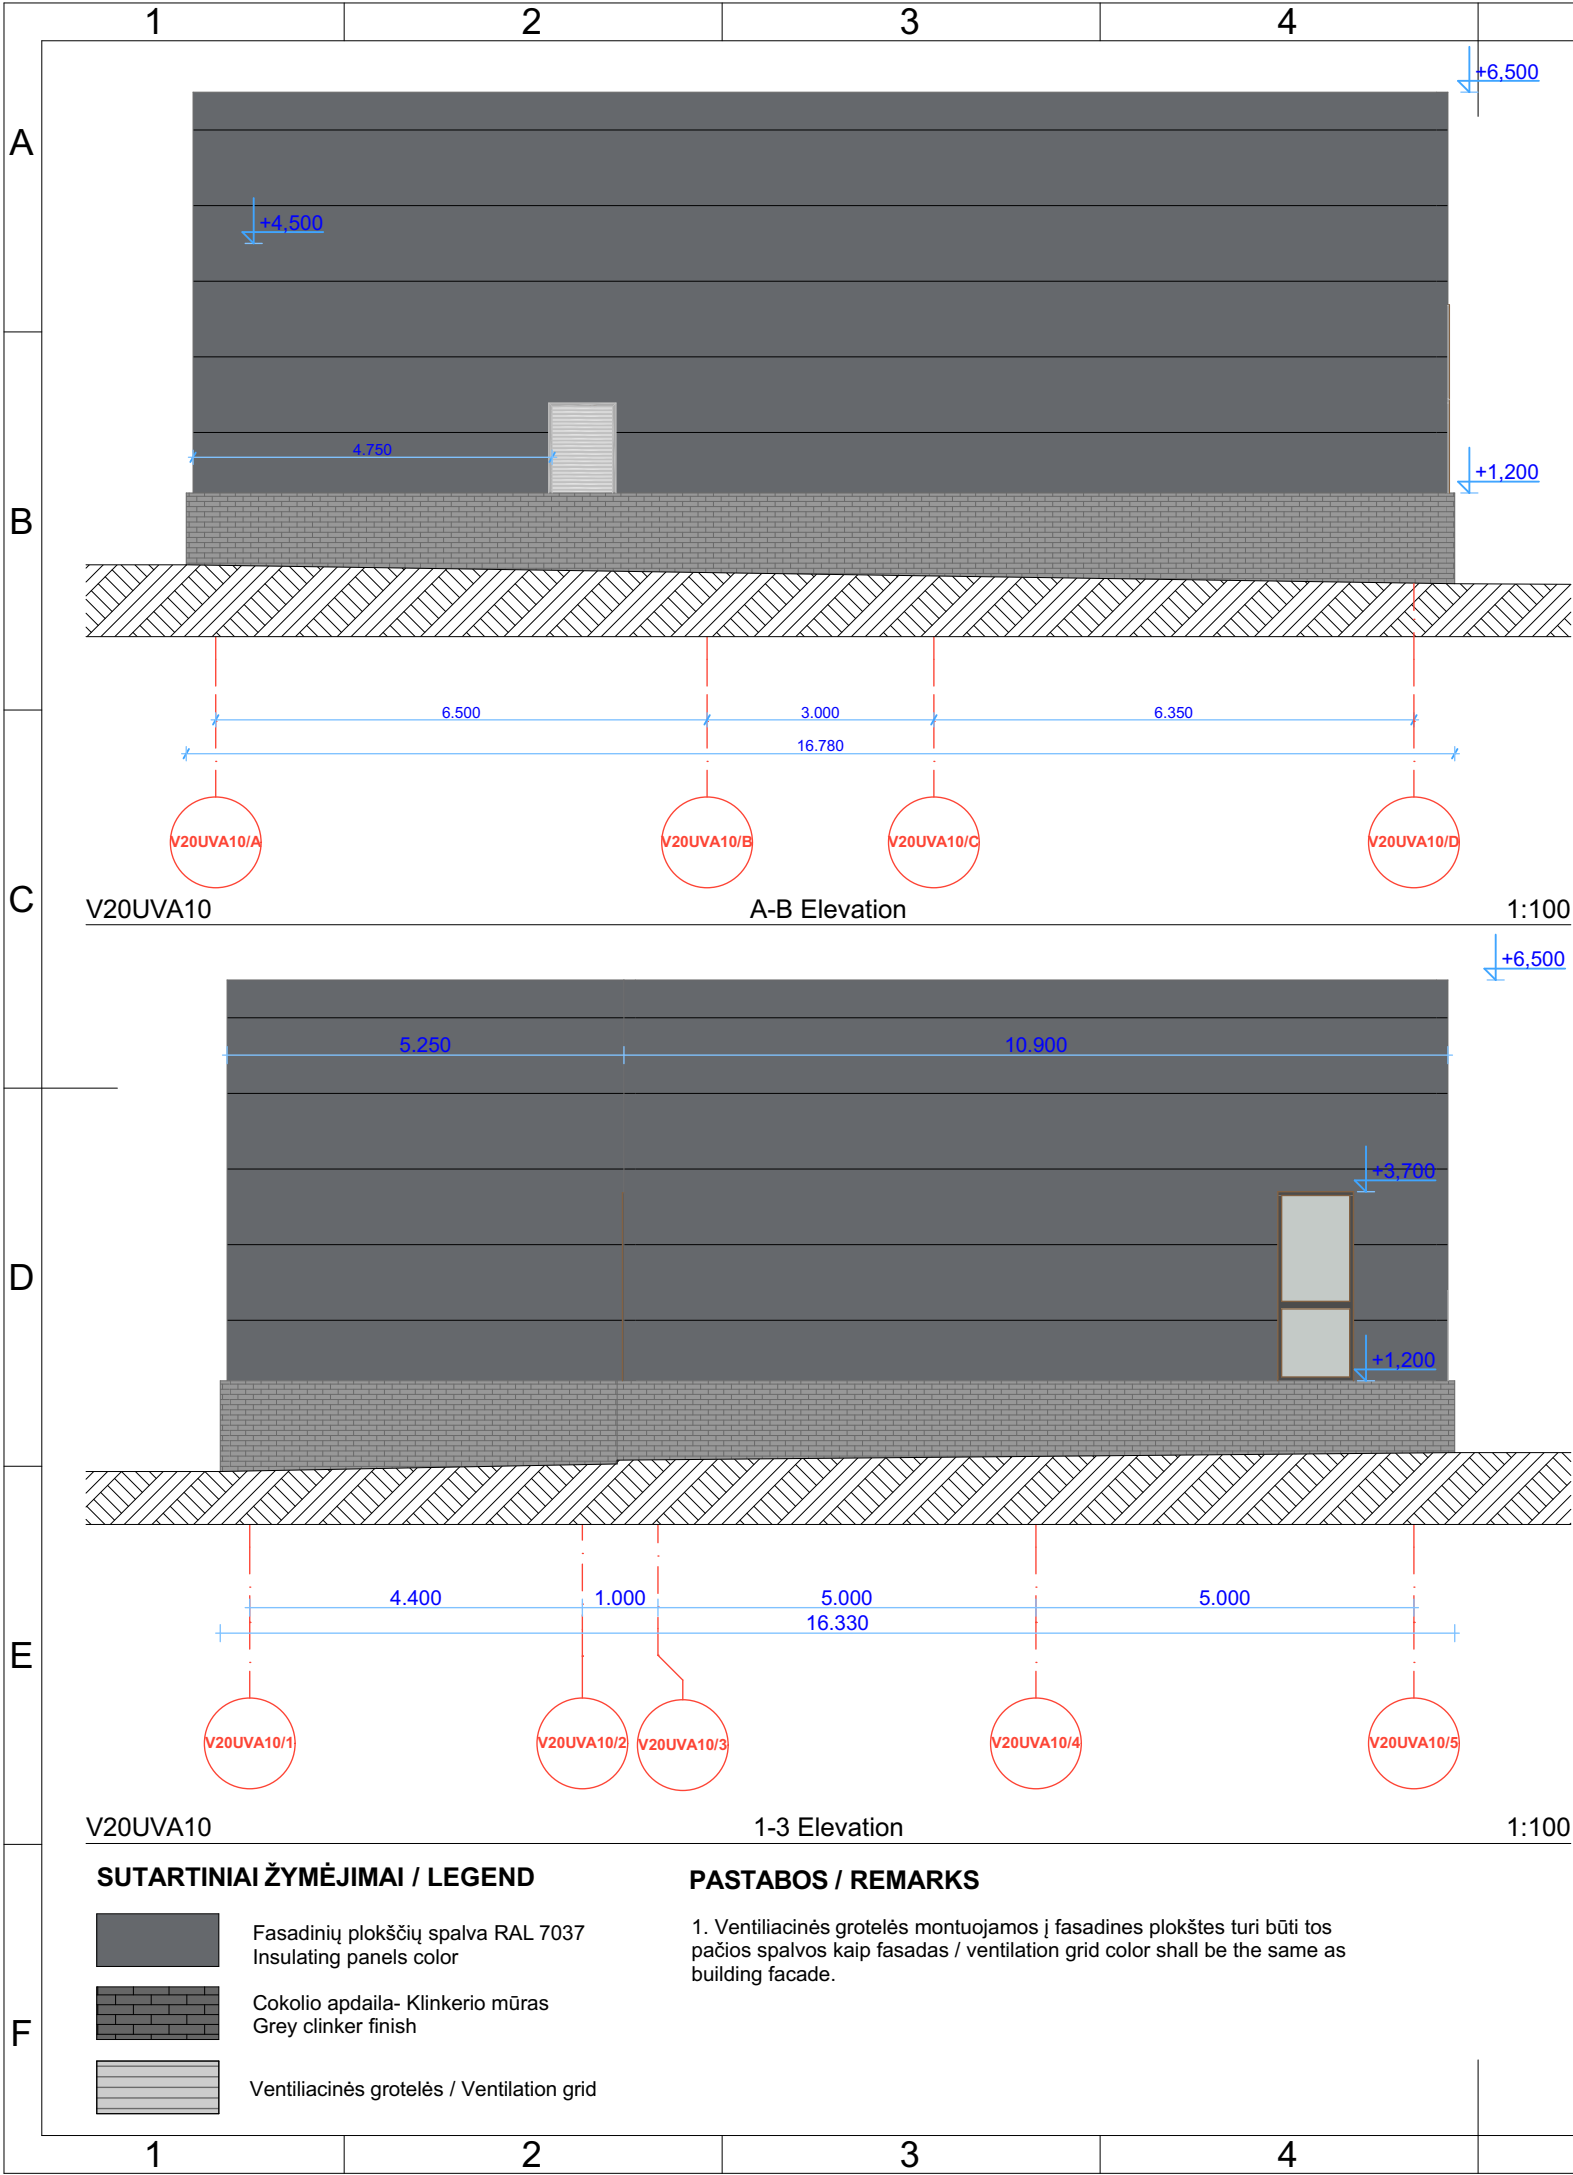 1 2 3 4
A
B
C
D
E
F
+6,500
+4,500
4.750
+1,200
6.500 3.000 6.350
16.780
V20UVA10/A V20UVA10/B V20UVA10/C V20UVA10/D
V20UVA10 A-B Elevation 1:100
+6,500
5.250 10.900
+3,700
+1,200
4.400 1.000 5.000 5.000
16.330
V20UVA10/1 V20UVA10/2 V20UVA10/3 V20UVA10/4 V20UVA10/5
V20UVA10 1-3 Elevation 1:100
SUTARTINIAI ŽYMĖJIMAI / LEGEND
Fasadinių plokščių spalva RAL 7037
Insulating panels color
Cokolio apdaila- Klinkerio mūras
Grey clinker finish
Ventiliacinės grotelės / Ventilation grid
PASTABOS / REMARKS
1. Ventiliacinės grotelės montuojamos į fasadines plokštes turi būti tos
pačios spalvos kaip fasadas / ventilation grid color shall be the same as
building facade.
1 2 3 4